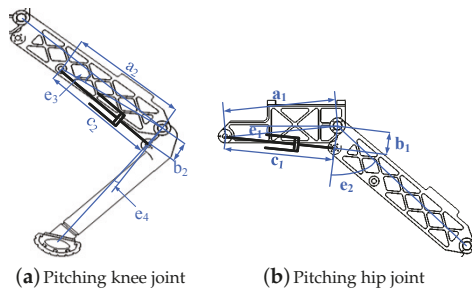 a₂
e₃
c₂
b₂
e₄
a₁
e₁
b₁
c₁
e₂
(a) Pitching knee joint
(b) Pitching hip joint